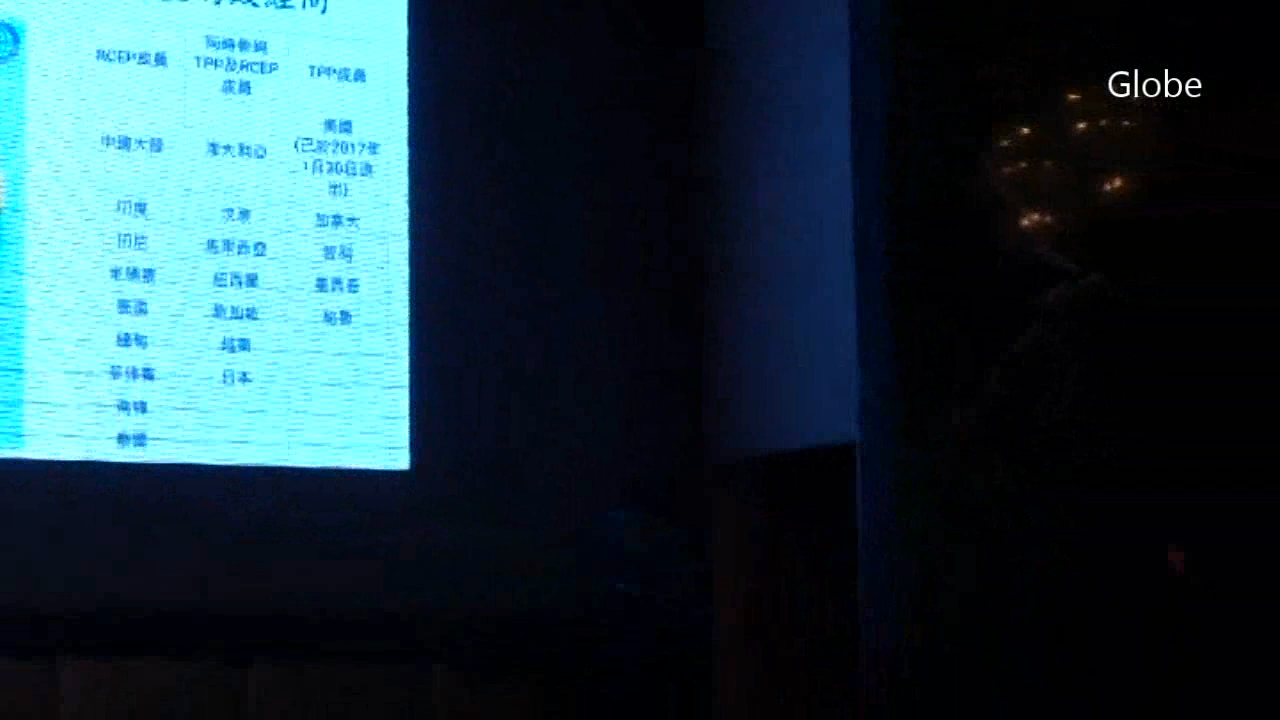 RCEP成員
同時參與
TPP及RCEP
成員
TPP成員
中國大陸
澳大利亞
美國
(已於2017年
1月30日退
出)
印度
汶萊
加拿大
印尼
馬來西亞
智利
柬埔寨
紐西蘭
墨西哥
寮國
新加坡
秘魯
緬甸
越南
菲律賓
日本
南韓
泰國
Globe